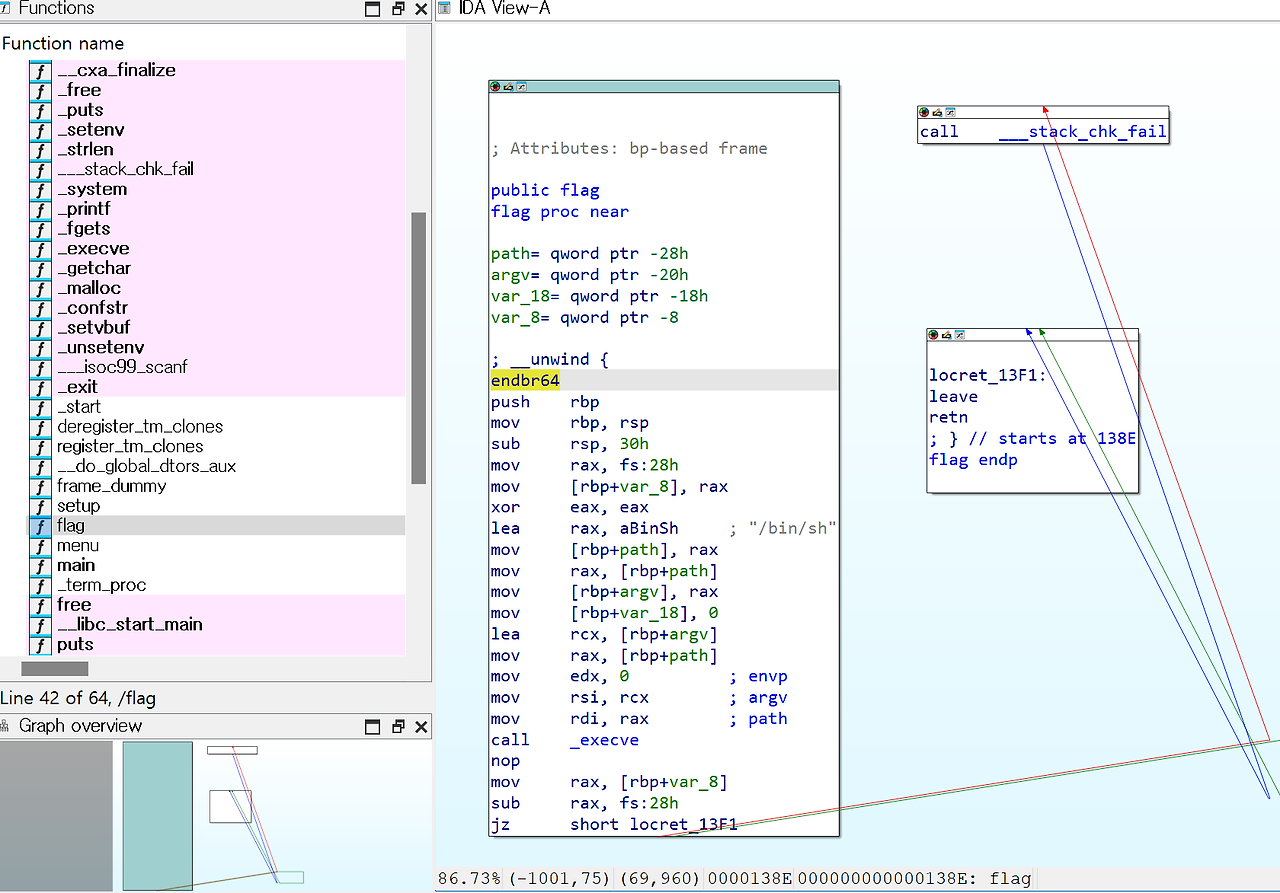 Functions
Function name
__cxa_finalize
_free
_puts
_setenv
_strlen
___stack_chk_fail
_system
_printf
_fgets
_execve
_getchar
_malloc
_confstr
_setvbuf
_unsetenv
___isoc99_scanf
_exit
_start
deregister_tm_clones
register_tm_clones
__do_global_dtors_aux
frame_dummy
setup
flag
menu
main
_term_proc
free
__libc_start_main
puts
Line 42 of 64, /flag
Graph overview
IDA View-A
; Attributes: bp-based frame
public flag
flag proc near
path= qword ptr -28h
argv= qword ptr -20h
var_18= qword ptr -18h
var_8= qword ptr -8
; __unwind {
endbr64
push rbp
mov rbp, rsp
sub rsp, 30h
mov rax, fs:28h
mov [rbp+var_8], rax
xor eax, eax
lea rax, aBinSh ; "/bin/sh"
mov [rbp+path], rax
mov rax, [rbp+path]
mov [rbp+argv], rax
mov [rbp+var_18], 0
lea rcx, [rbp+argv]
mov rax, [rbp+path]
mov edx, 0 ; envp
mov rsi, rcx ; argv
mov rdi, rax ; path
call _execve
nop
mov rax, [rbp+var_8]
sub rax, fs:28h
jz short locret_13F1
call ___stack_chk_fail
locret_13F1:
leave
retn
; } // starts at 138E
flag endp
86.73% (-1001,75) (69,960) 0000138E 000000000000138E: flag